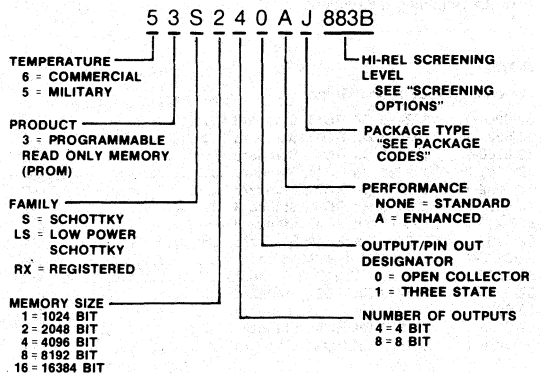 5 3 S 2 4 0 A J 883B
TEMPERATURE
6 = COMMERCIAL
5 = MILITARY
PRODUCT
3 = PROGRAMMABLE
READ ONLY MEMORY
(PROM)
FAMILY
S = SCHOTTKY
LS = LOW POWER
SCHOTTKY
RX = REGISTERED
MEMORY SIZE
1 = 1024 BIT
2 = 2048 BIT
4 = 4096 BIT
8 = 8192 BIT
16 = 16384 BIT
HI-REL SCREENING
LEVEL
SEE "SCREENING
OPTIONS"
PACKAGE TYPE
"SEE PACKAGE
CODES"
PERFORMANCE
NONE = STANDARD
A = ENHANCED
OUTPUT/PIN OUT
DESIGNATOR
0 = OPEN COLLECTOR
1 = THREE STATE
NUMBER OF OUTPUTS
4 = 4 BIT
8 = 8 BIT